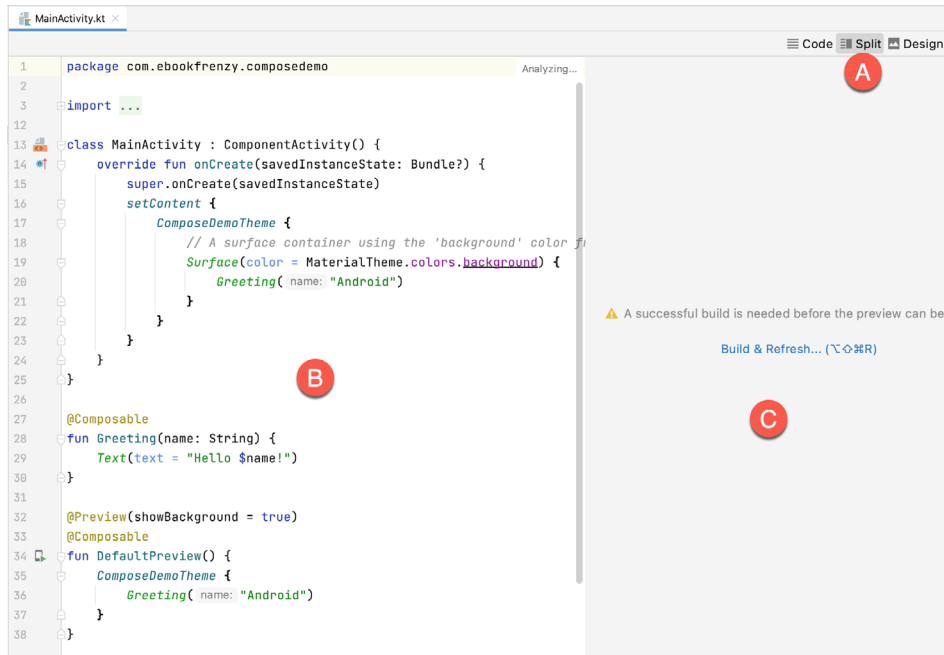 MainActivity.kt
Code Split Design
A
1 package com.ebookfrenzy.composedemo
Analyzing...
2
3 import ...
12
13 class MainActivity : ComponentActivity() {
14 override fun onCreate(savedInstanceState: Bundle?) {
15 super.onCreate(savedInstanceState)
16 setContent {
17 ComposeDemoTheme {
18 // A surface container using the 'background' color f
19 Surface(color = MaterialTheme.colors.background) {
20 Greeting( name: "Android")
21 }
22 }
23 }
24 }
25 }
26
27 @Composable
28 fun Greeting(name: String) {
29 Text(text = "Hello $name!")
30 }
31
32 @Preview(showBackground = true)
33 @Composable
34 fun DefaultPreview() {
35 ComposeDemoTheme {
36 Greeting( name: "Android")
37 }
38 }
B
A successful build is needed before the preview can be
Build & Refresh... (⌥⇧⌘R)
C